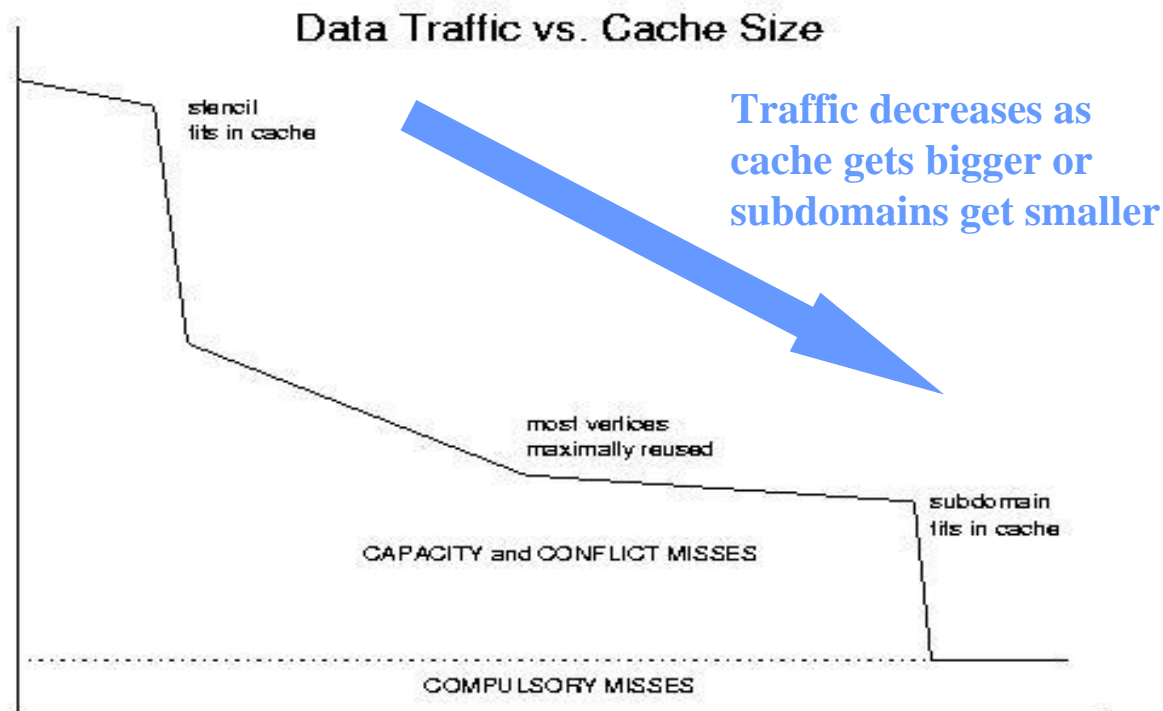 Data Traffic vs. Cache Size
stencil
fits in cache
Traffic decreases as
cache gets bigger or
subdomains get smaller
most vertices
maximally reused
subdomain
fits in cache
CAPACITY and CONFLICT MISSES
COMPULSORY MISSES